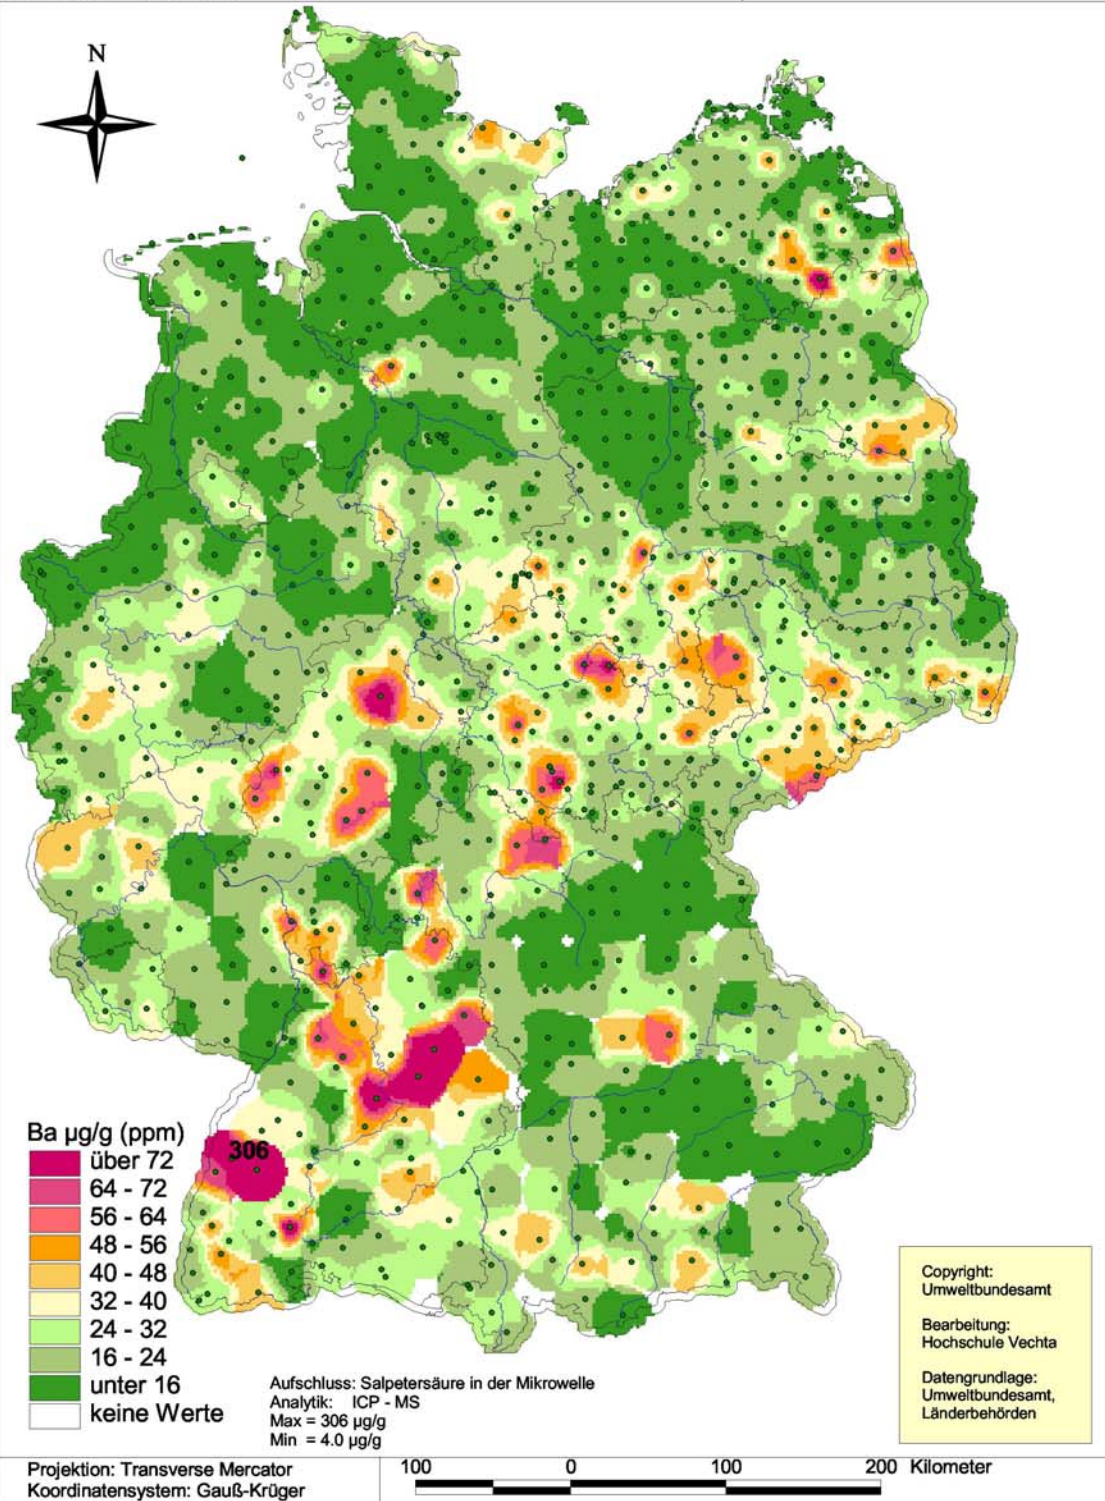 N
306
Ba µg/g (ppm)
über 72
64 - 72
56 - 64
48 - 56
40 - 48
32 - 40
24 - 32
16 - 24
unter 16
keine Werte
Aufschluss: Salpetersäure in der Mikrowelle
Analytik: ICP - MS
Max = 306 µg/g
Min = 4.0 µg/g
Copyright:
Umweltbundesamt
Bearbeitung:
Hochschule Vechta
Datengrundlage:
Umweltbundesamt,
Länderbehörden
Projektion: Transverse Mercator
Koordinatensystem: Gauß-Krüger
100 0 100 200 Kilometer